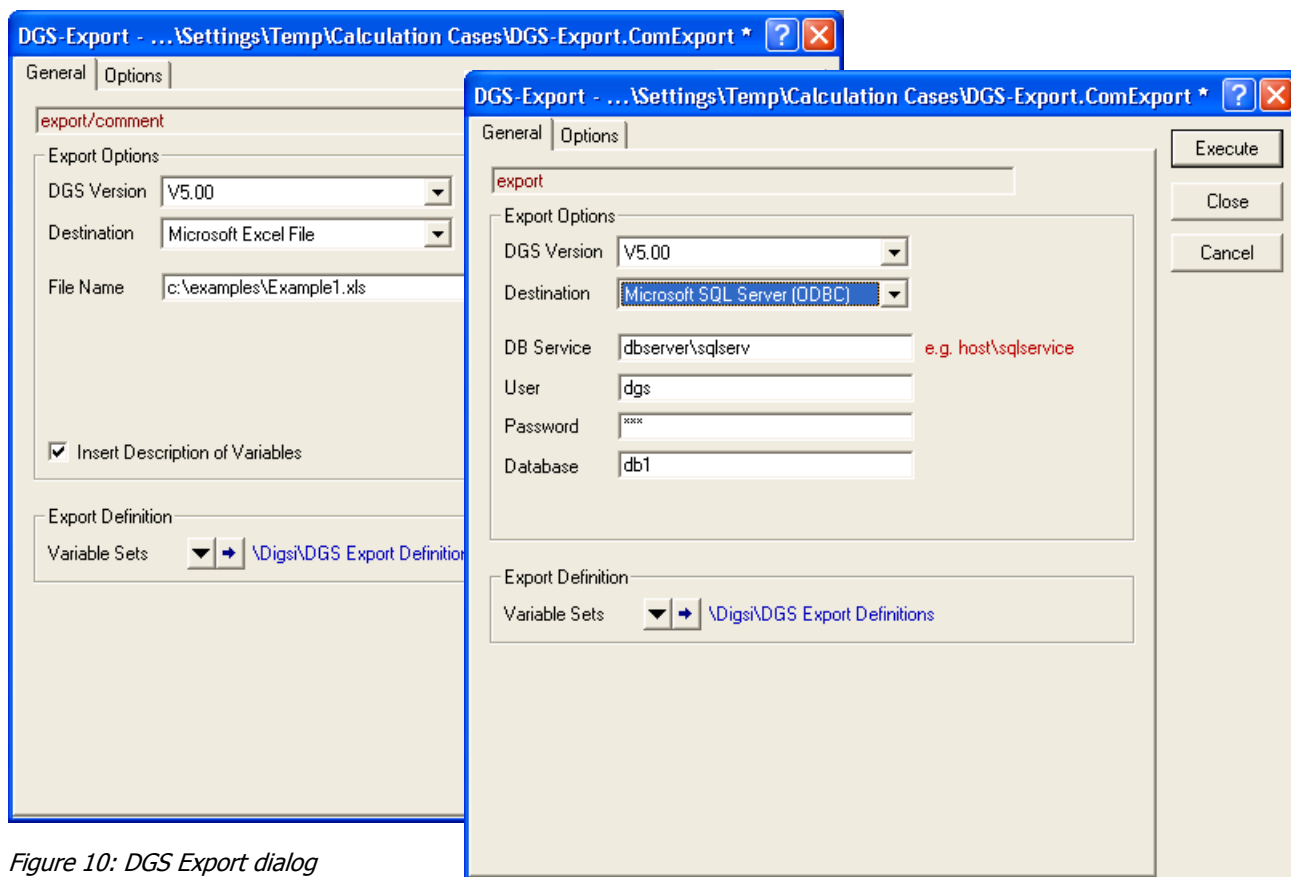 DGS-Export - ...\Settings\Temp\Calculation Cases\DGS-Export.ComExport *
General Options
export/comment
Export Options
DGS Version V5.00
Destination Microsoft Excel File
File Name c:\examples\Example1.xls
Insert Description of Variables
Export Definition
Variable Sets \Digsi\DGS Export Definition
DGS-Export - ...\Settings\Temp\Calculation Cases\DGS-Export.ComExport *
General Options
Execute
Close
Cancel
export
Export Options
DGS Version V5.00
Destination Microsoft SQL Server (ODBC)
DB Service dbserver\sqlserv e.g. host\sqlservice
User dgs
Password ***
Database db1
Export Definition
Variable Sets \Digsi\DGS Export Definitions
Figure 10: DGS Export dialog